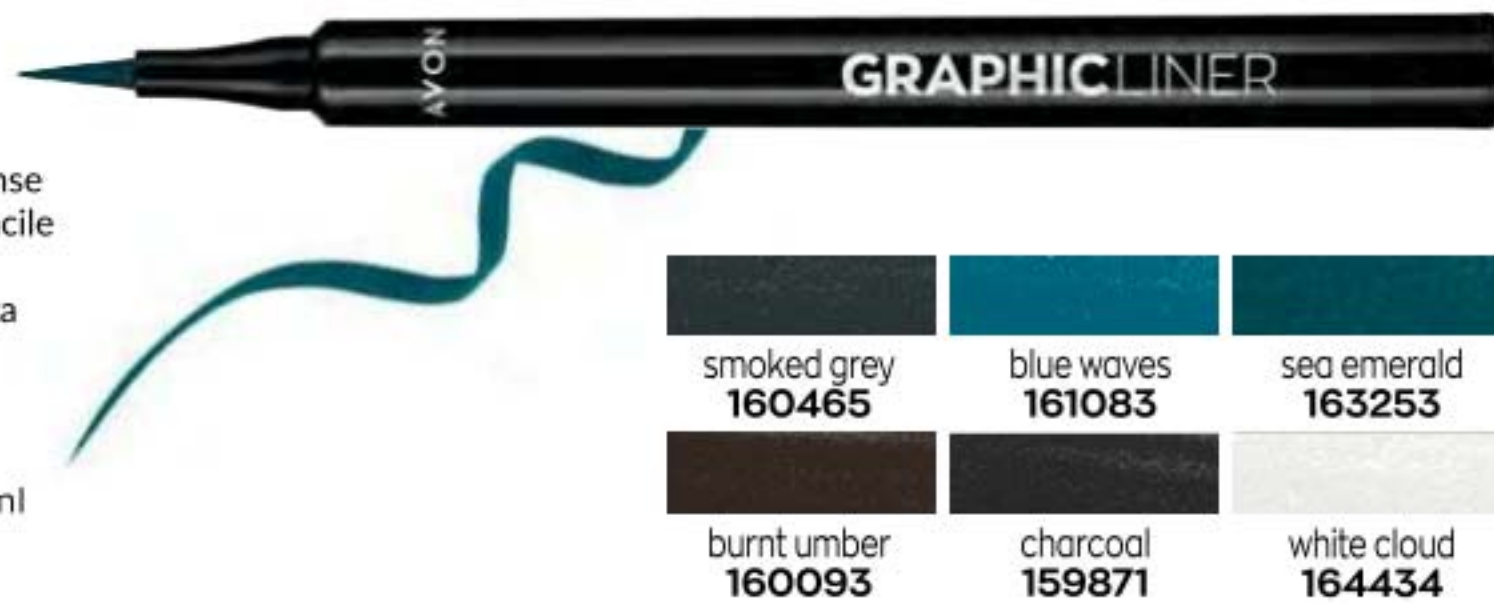 AVON
GRAPHICLINER
a
smoked grey
160465
blue waves
161083
sea emerald
163253
burnt umber
160093
charcoal
159871
white cloud
164434